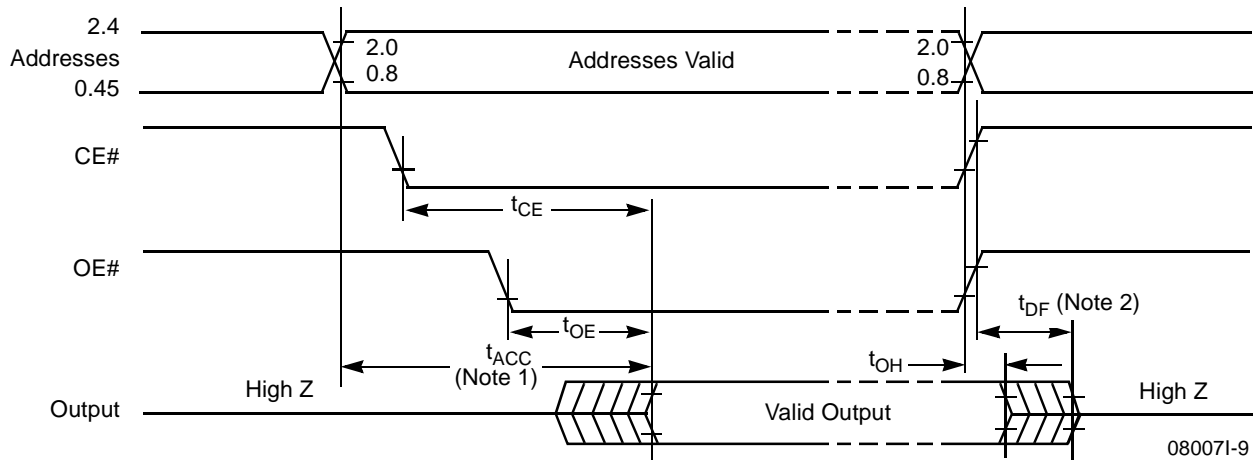 2.4
Addresses
0.45
2.0
0.8
Addresses Valid
2.0
0.8
CE#
tCE
OE#
tOE
tDF (Note 2)
tACC
(Note 1)
tOH
High Z
High Z
Output
Valid Output
08007I-9